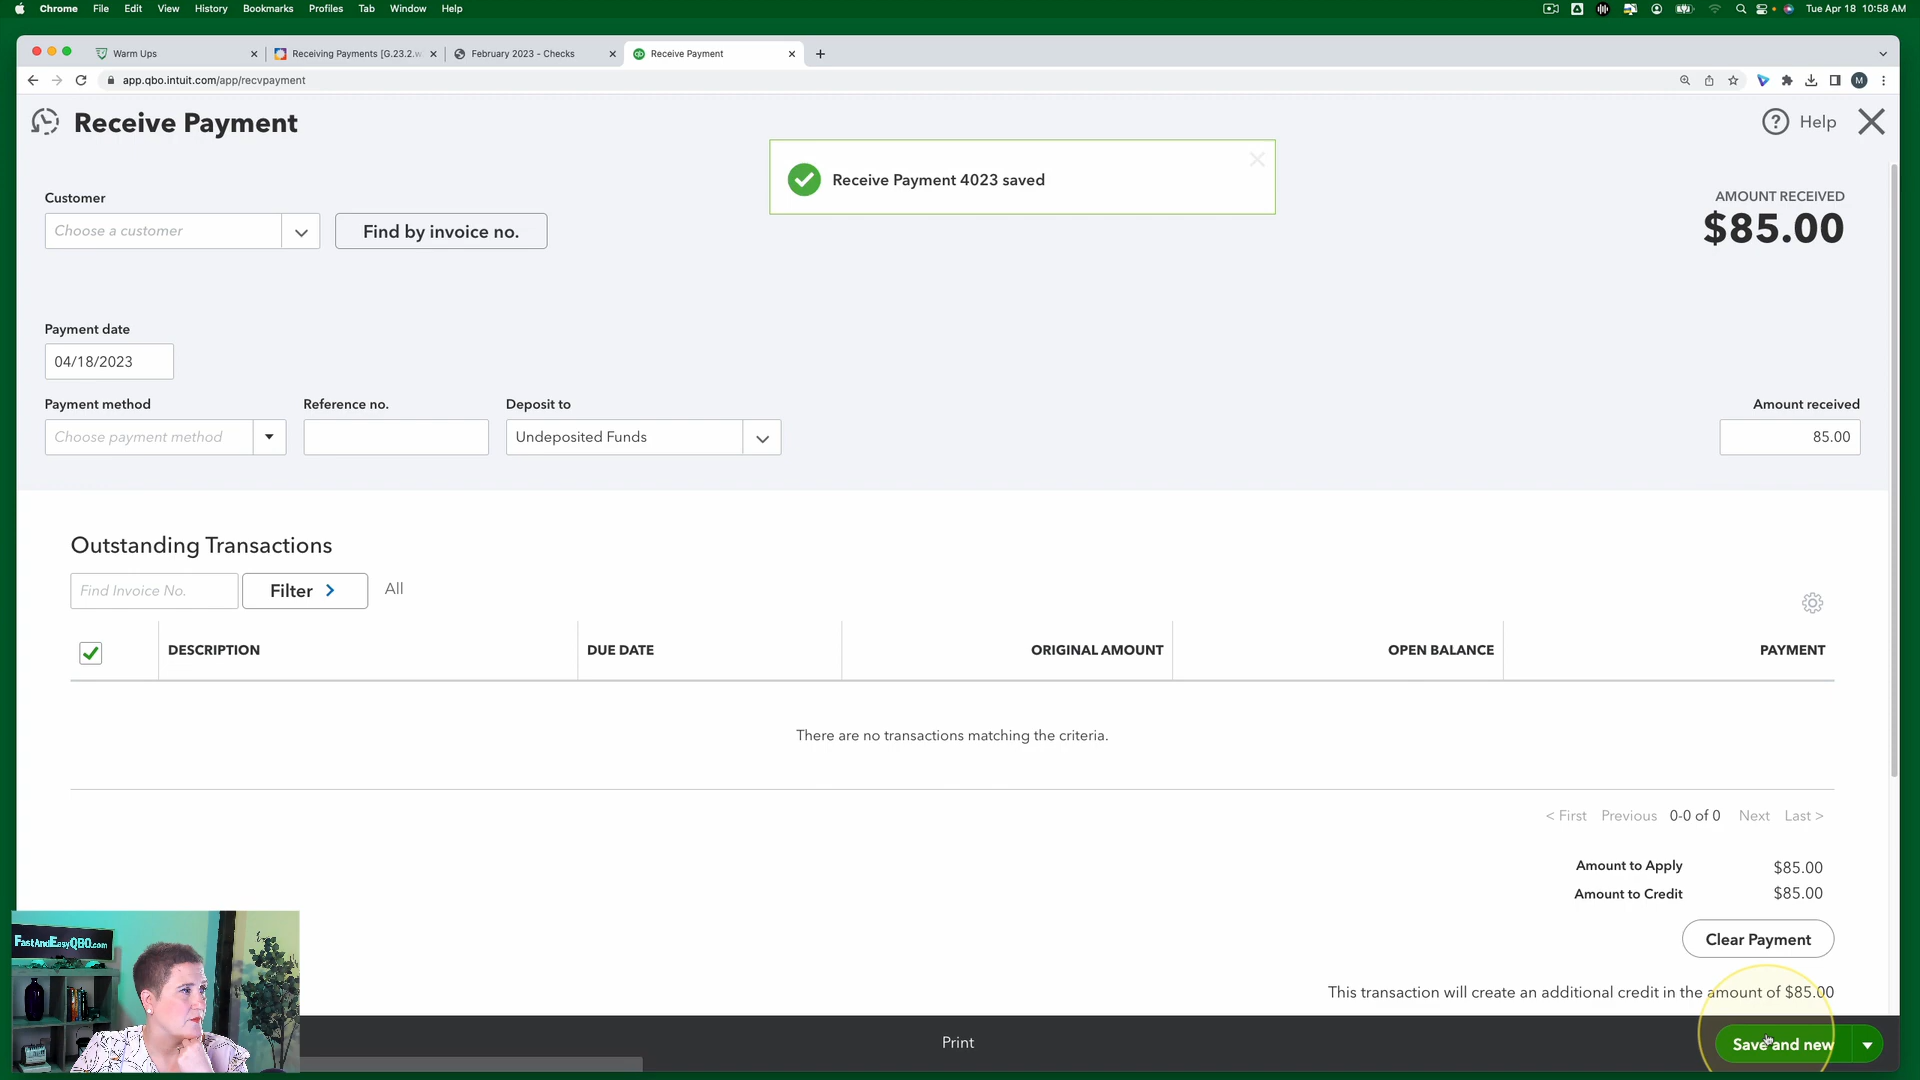 Chrome File Edit View History Bookmarks Profiles Tab Window Help Tue Apr 18 10:58 AM
Warm Ups Receiving Payments [G.23.2.w February 2023 - Checks Receive Payment
app.qbo.intuit.com/app/recvpayment M
Receive Payment Help
Receive Payment 4023 saved
Customer AMOUNT RECEIVED
Choose a customer Find by invoice no. $85.00
Payment date
04/18/2023
Payment method Reference no. Deposit to Amount received
Choose payment method Undeposited Funds 85.00
Outstanding Transactions
Find Invoice No. Filter All
DESCRIPTION DUE DATE ORIGINAL AMOUNT OPEN BALANCE PAYMENT
There are no transactions matching the criteria.
< First Previous 0-0 of 0 Next Last >
Amount to Apply $85.00
Amount to Credit $85.00
Clear Payment
FastAndEasyQBO.com
This transaction will create an additional credit in the amount of $85.00
Print Save and new